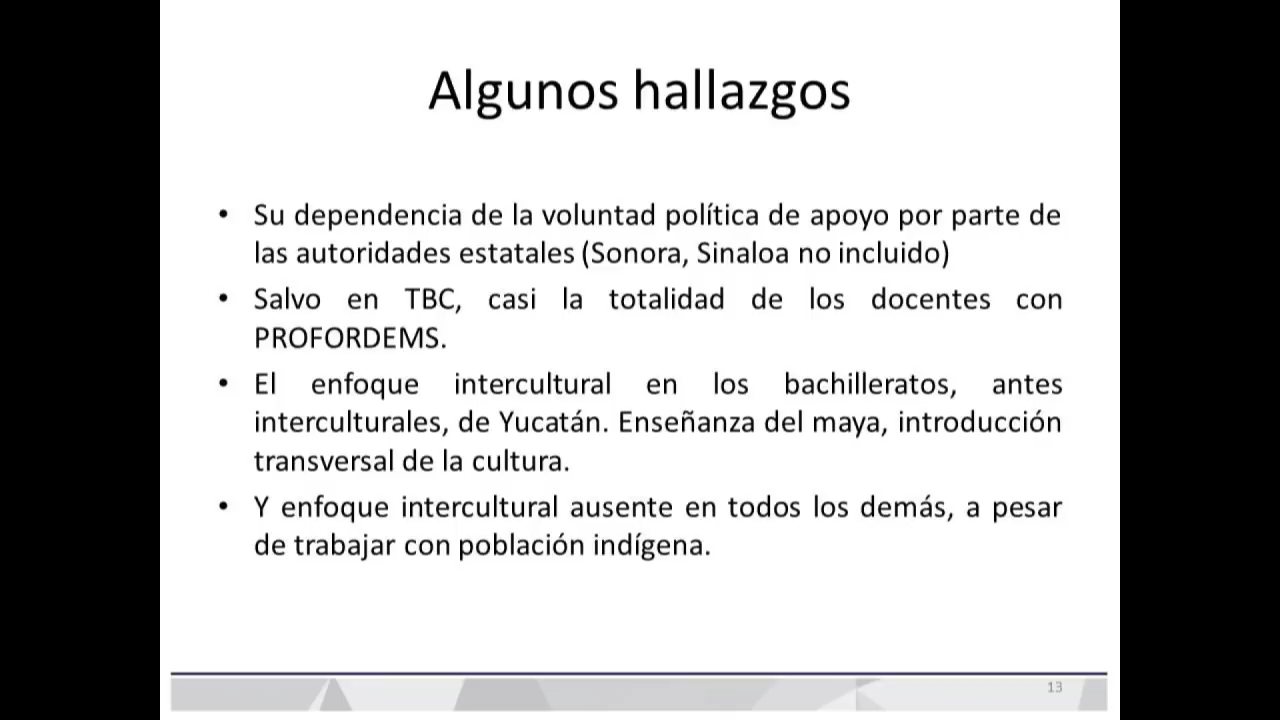 Algunos hallazgos
• Su dependencia de la voluntad política de apoyo por parte de
las autoridades estatales (Sonora, Sinaloa no incluido)
• Salvo en TBC, casi la totalidad de los docentes con
PROFORDEMS.
• El enfoque intercultural en los bachilleratos, antes
interculturales, de Yucatán. Enseñanza del maya, introducción
transversal de la cultura.
• Y enfoque intercultural ausente en todos los demás, a pesar
de trabajar con población indígena.
13